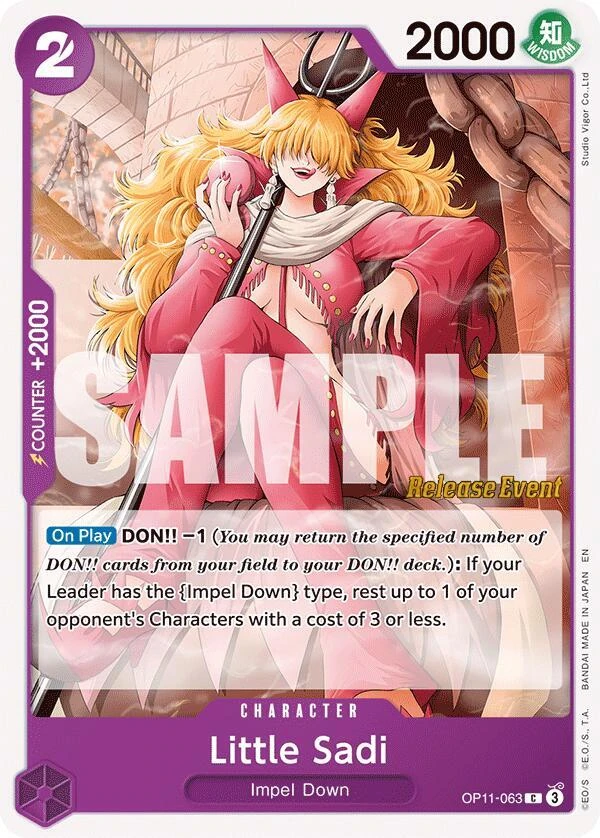 2
2000
知
WISDOM
Studio Vigor Co.,Ltd
COUNTER +2000
SAMPLE
Release Event
On Play DON!! −1 (You may return the specified number of
DON!! cards from your field to your DON!! deck.): If your
Leader has the {Impel Down} type, rest up to 1 of your
opponent's Characters with a cost of 3 or less.
CHARACTER
Little Sadi
Impel Down
OP11-063 C 3
©EO/S ©E.O./S., T.A. BANDAI MADE IN JAPAN EN